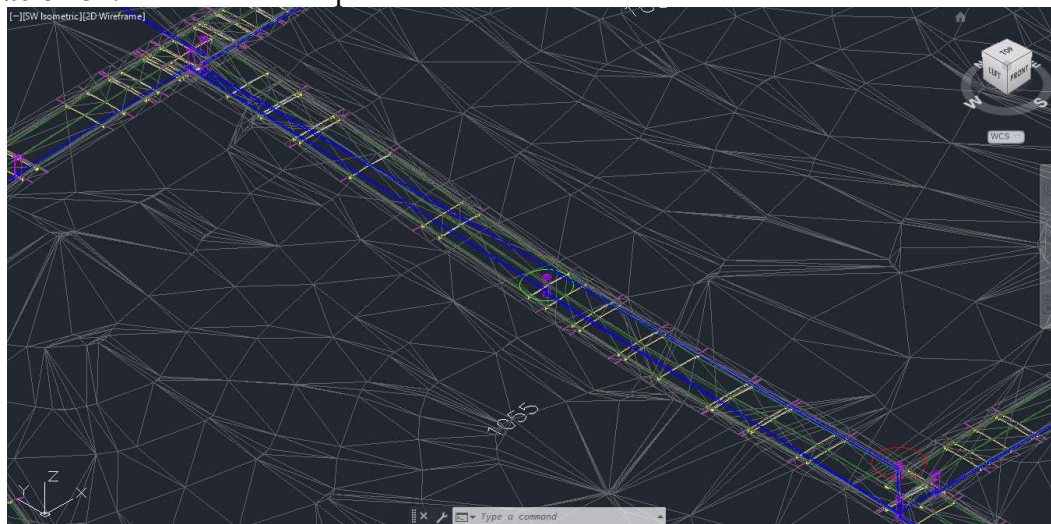 [−][SW Isometric][2D Wireframe]
TOP
LEFT
FRONT
W
S
E
WCS
1055
Z
Y
X
Type a command